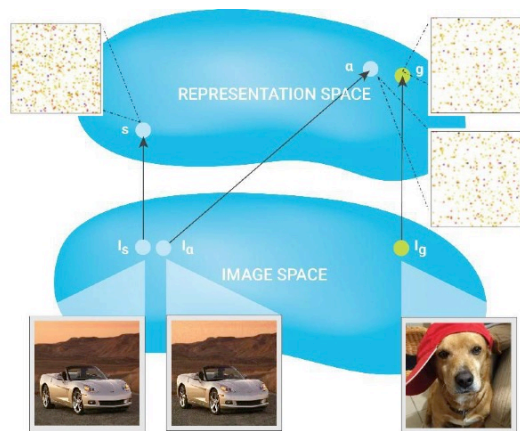 α
g
REPRESENTATION SPACE
s
Is
Iα
Ig
IMAGE SPACE